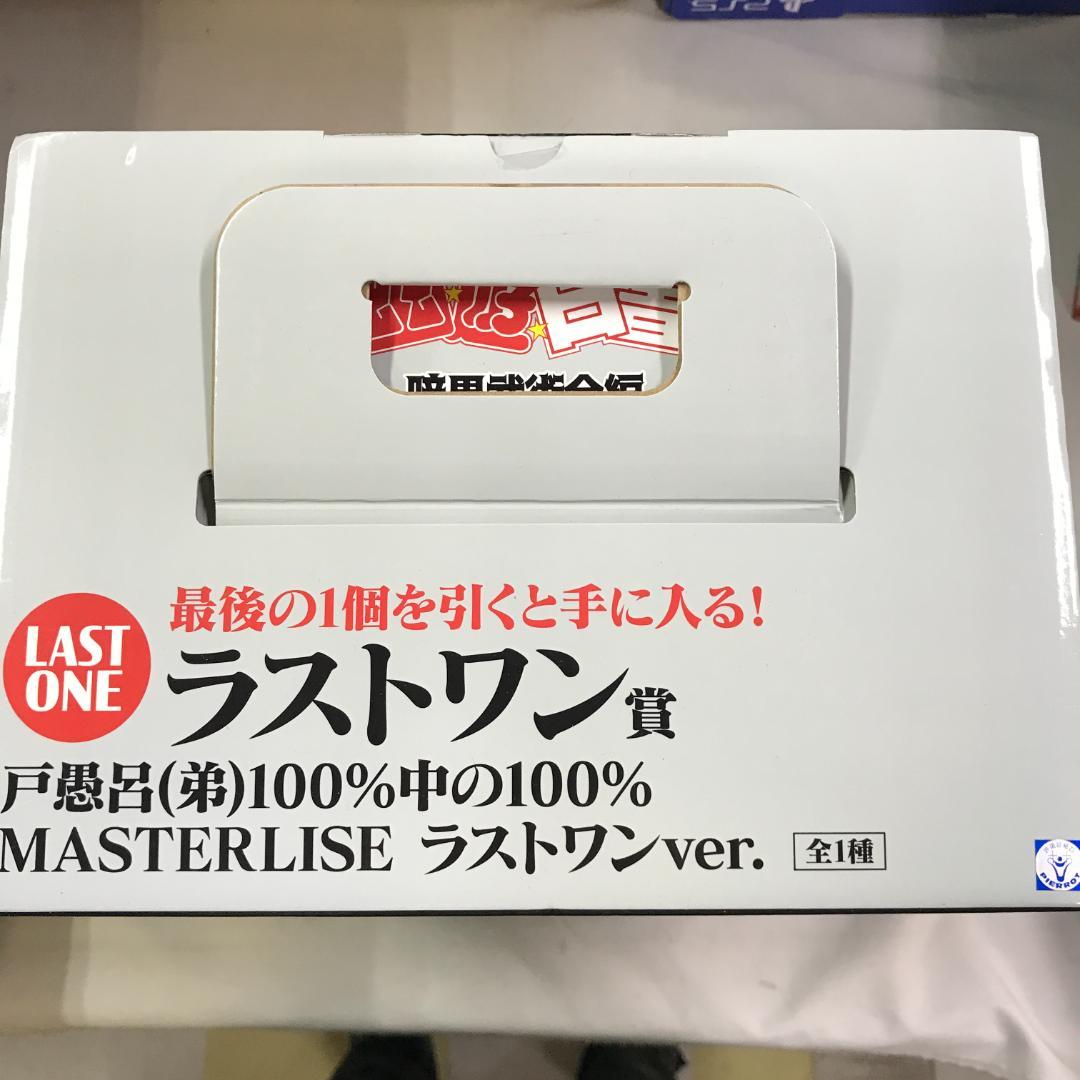 最後の1個を引くと手に入る!
LAST
ONE
ラストワン賞
戸愚呂(弟)100%中の100%
MASTERLISE ラストワンver.
全1種
PIERROT